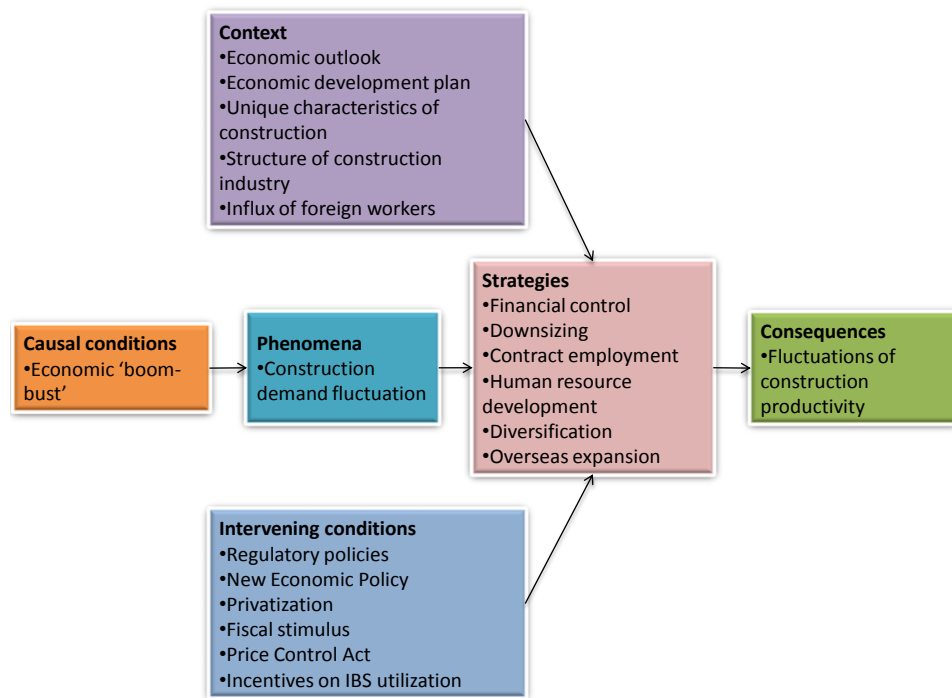 Context
•Economic outlook
•Economic development plan
•Unique characteristics of
construction
•Structure of construction
industry
•Influx of foreign workers
Causal conditions
•Economic ‘boom-
bust’
Phenomena
•Construction
demand fluctuation
Strategies
•Financial control
•Downsizing
•Contract employment
•Human resource
development
•Diversification
•Overseas expansion
Consequences
•Fluctuations of
construction
productivity
Intervening conditions
•Regulatory policies
•New Economic Policy
•Privatization
•Fiscal stimulus
•Price Control Act
•Incentives on IBS utilization